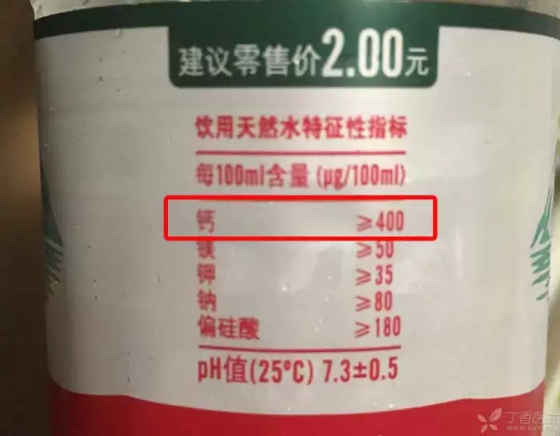 建议零售价2.00元
饮用天然水特征性指标
每100ml含量 (μg/100ml)
钙 ≥400
镁 ≥50
钾 ≥35
钠 ≥80
偏硅酸 ≥180
pH值(25ºC) 7.3±0.5